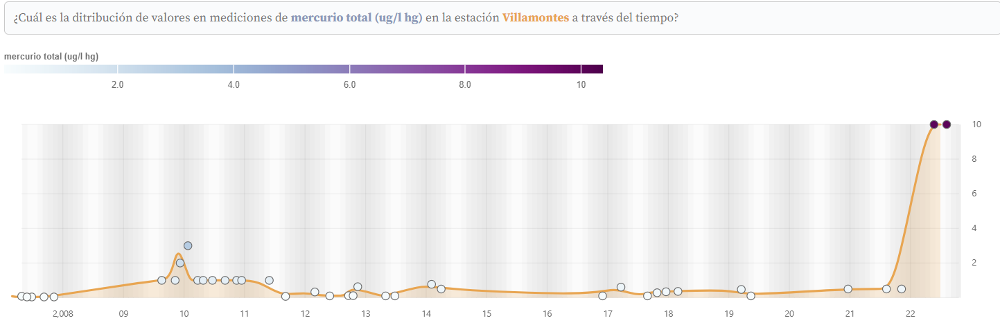 ¿Cuál es la ditribución de valores en mediciones de mercurio total (ug/l hg) en la estación Villamontes a través del tiempo?
mercurio total (ug/l hg)
2.0 4.0 6.0 8.0 10
10
8
6
4
2
2,008 09 10 11 12 13 14 15 16 17 18 19 20 21 22